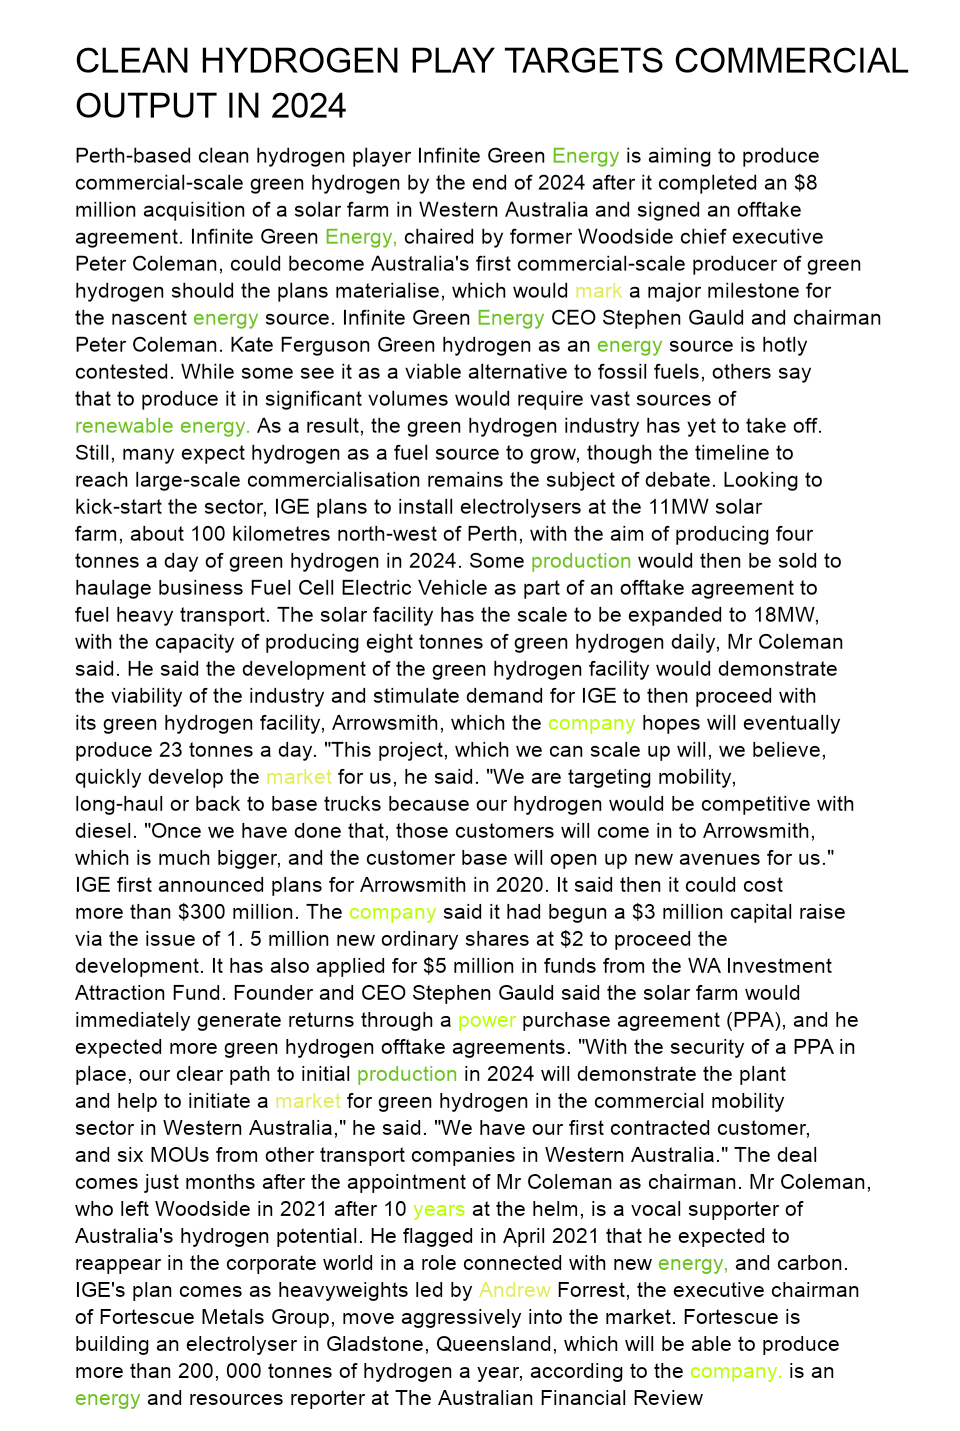 CLEAN HYDROGEN PLAY TARGETS COMMERCIAL
OUTPUT IN 2024
Perth-based clean hydrogen player Infinite Green Energy is aiming to produce
commercial-scale green hydrogen by the end of 2024 after it completed an $8
million acquisition of a solar farm in Western Australia and signed an offtake
agreement. Infinite Green Energy, chaired by former Woodside chief executive
Peter Coleman, could become Australia's first commercial-scale producer of green
hydrogen should the plans materialise, which would mark a major milestone for
the nascent energy source. Infinite Green Energy CEO Stephen Gauld and chairman
Peter Coleman. Kate Ferguson Green hydrogen as an energy source is hotly
contested. While some see it as a viable alternative to fossil fuels, others say
that to produce it in significant volumes would require vast sources of
renewable energy. As a result, the green hydrogen industry has yet to take off.
Still, many expect hydrogen as a fuel source to grow, though the timeline to
reach large-scale commercialisation remains the subject of debate. Looking to
kick-start the sector, IGE plans to install electrolysers at the 11MW solar
farm, about 100 kilometres north-west of Perth, with the aim of producing four
tonnes a day of green hydrogen in 2024. Some production would then be sold to
haulage business Fuel Cell Electric Vehicle as part of an offtake agreement to
fuel heavy transport. The solar facility has the scale to be expanded to 18MW,
with the capacity of producing eight tonnes of green hydrogen daily, Mr Coleman
said. He said the development of the green hydrogen facility would demonstrate
the viability of the industry and stimulate demand for IGE to then proceed with
its green hydrogen facility, Arrowsmith, which the company hopes will eventually
produce 23 tonnes a day. "This project, which we can scale up will, we believe,
quickly develop the market for us, he said. "We are targeting mobility,
long-haul or back to base trucks because our hydrogen would be competitive with
diesel. "Once we have done that, those customers will come in to Arrowsmith,
which is much bigger, and the customer base will open up new avenues for us."
IGE first announced plans for Arrowsmith in 2020. It said then it could cost
more than $300 million. The company said it had begun a $3 million capital raise
via the issue of 1. 5 million new ordinary shares at $2 to proceed the
development. It has also applied for $5 million in funds from the WA Investment
Attraction Fund. Founder and CEO Stephen Gauld said the solar farm would
immediately generate returns through a power purchase agreement (PPA), and he
expected more green hydrogen offtake agreements. "With the security of a PPA in
place, our clear path to initial production in 2024 will demonstrate the plant
and help to initiate a market for green hydrogen in the commercial mobility
sector in Western Australia," he said. "We have our first contracted customer,
and six MOUs from other transport companies in Western Australia." The deal
comes just months after the appointment of Mr Coleman as chairman. Mr Coleman,
who left Woodside in 2021 after 10 years at the helm, is a vocal supporter of
Australia's hydrogen potential. He flagged in April 2021 that he expected to
reappear in the corporate world in a role connected with new energy, and carbon.
IGE's plan comes as heavyweights led by Andrew Forrest, the executive chairman
of Fortescue Metals Group, move aggressively into the market. Fortescue is
building an electrolyser in Gladstone, Queensland, which will be able to produce
more than 200, 000 tonnes of hydrogen a year, according to the company. is an
energy and resources reporter at The Australian Financial Review